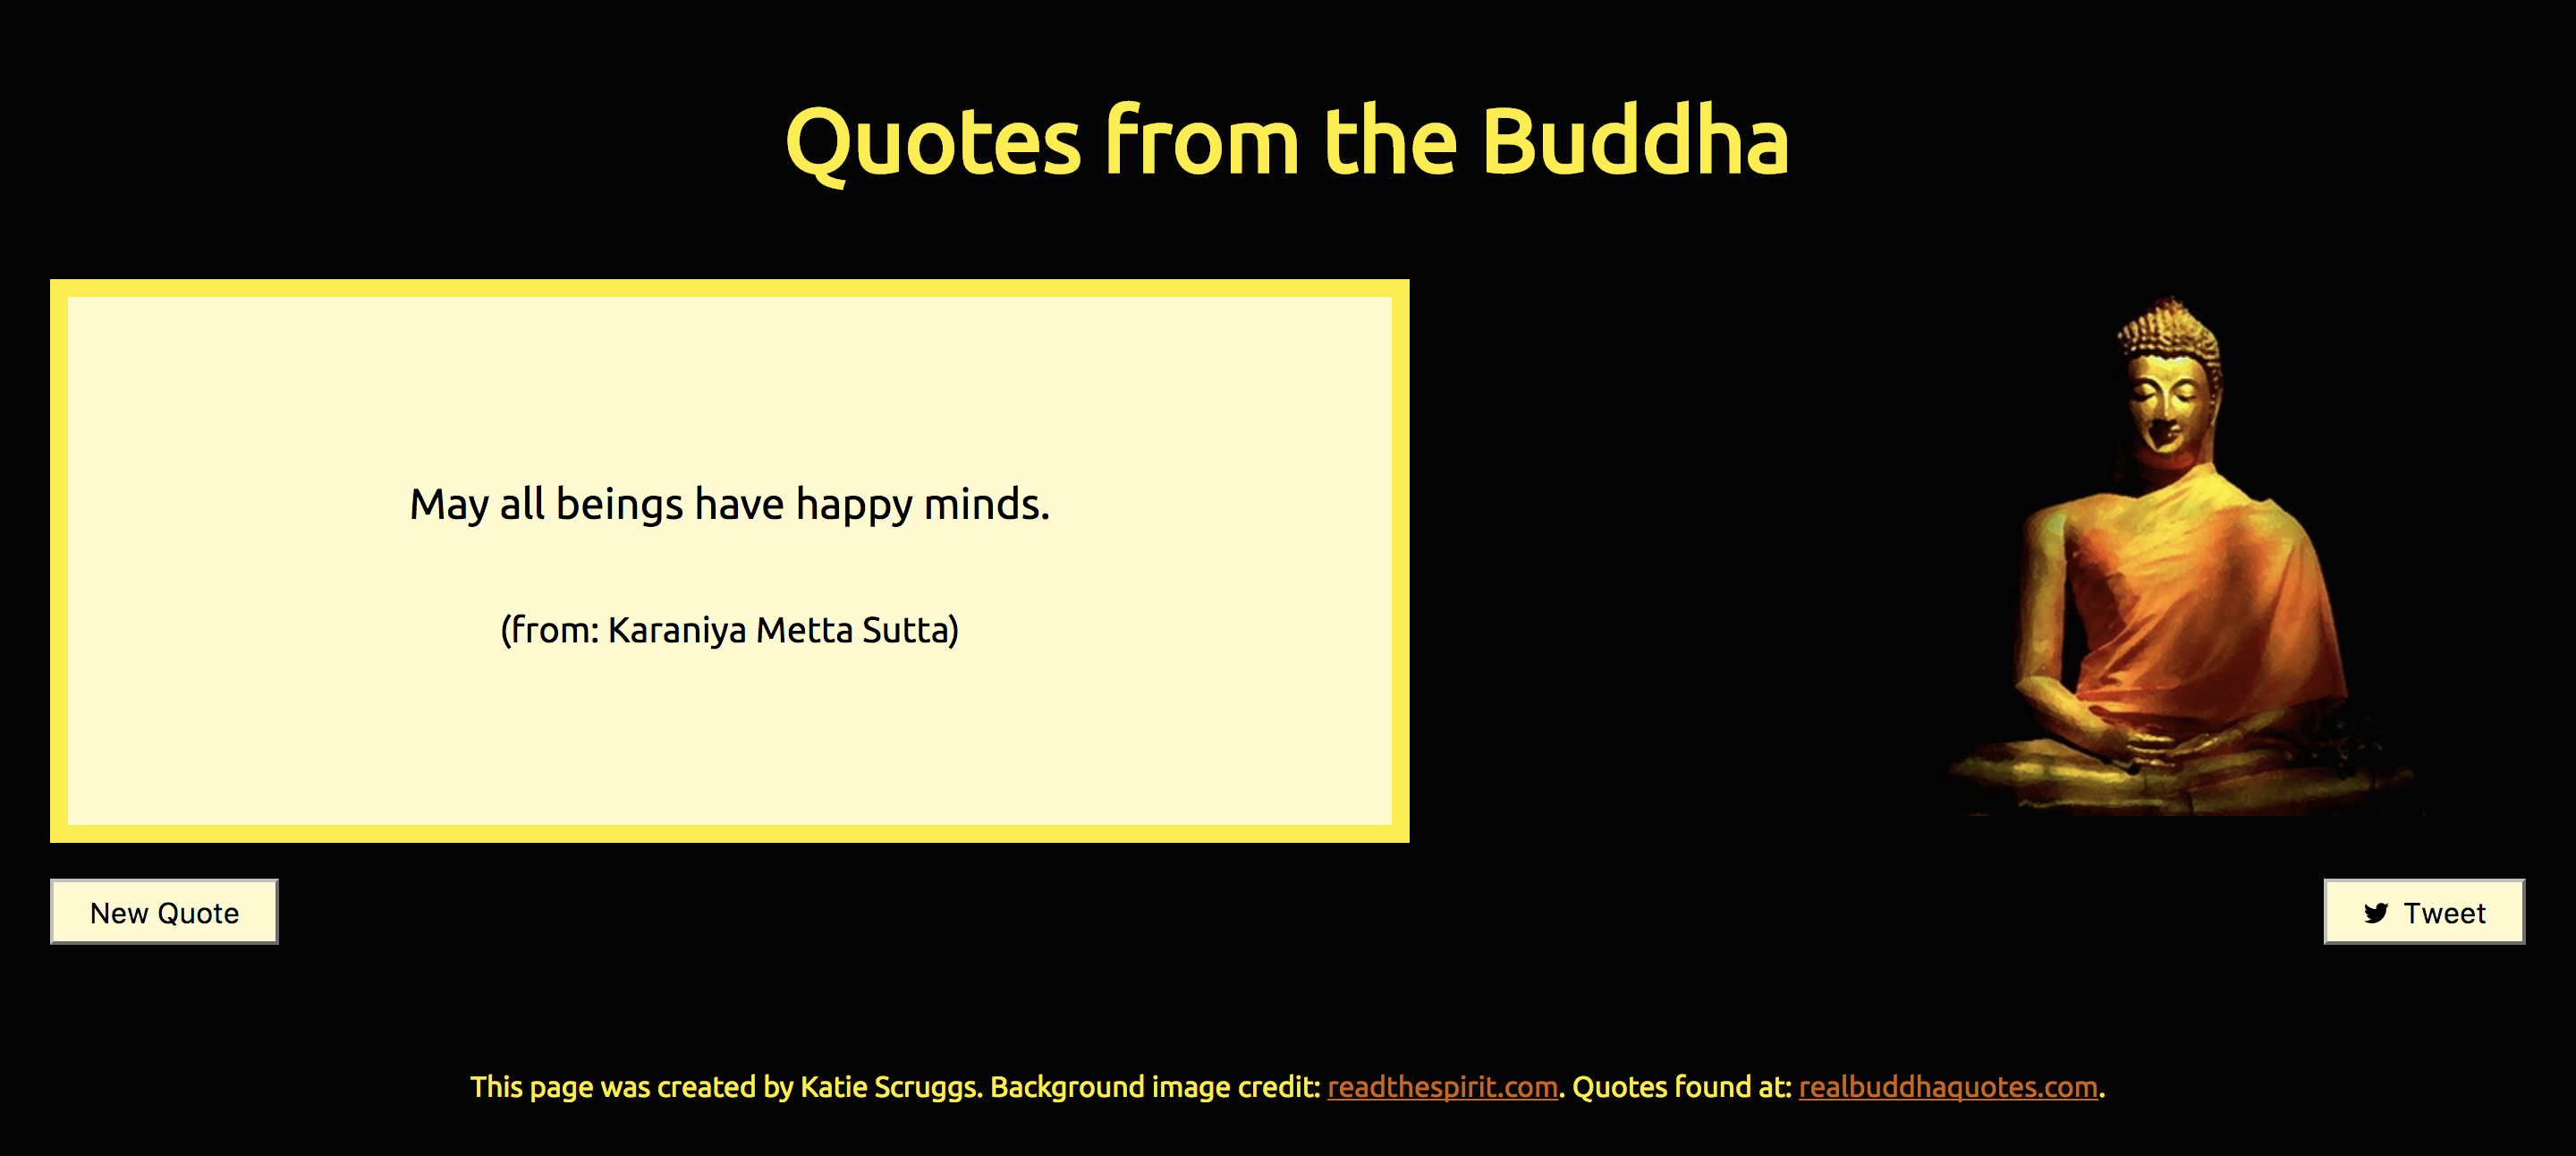 Quotes from the Buddha
May all beings have happy minds.
(from: Karaniya Metta Sutta)
New Quote
Tweet
This page was created by Katie Scruggs. Background image credit: readthespirit.com. Quotes found at: realbuddhaquotes.com.